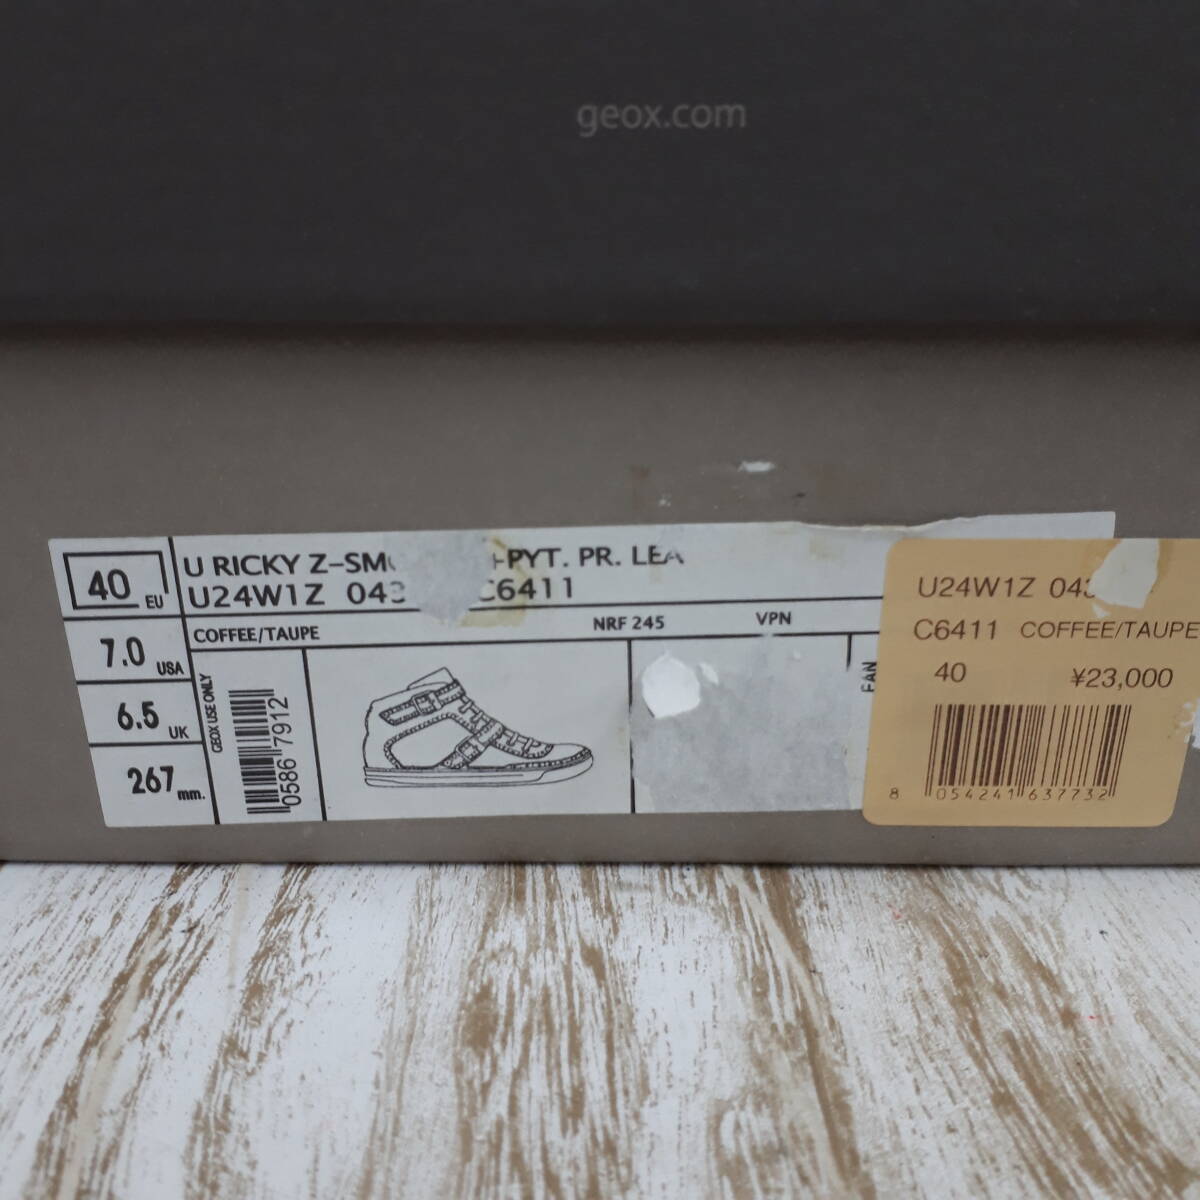 geox.com
40 EU
U RICKY Z-SM PYT. PR. LEA
U24W1Z 043 C6411
7.0 USA
COFFEE/TAUPE NRF 245 VPN
6.5 UK
267 mm.
GEOX USE ONLY
0586 7912
FAN
U24W1Z 043
C6411 COFFEE/TAUPE
40 ¥23,000
8 054241 637732